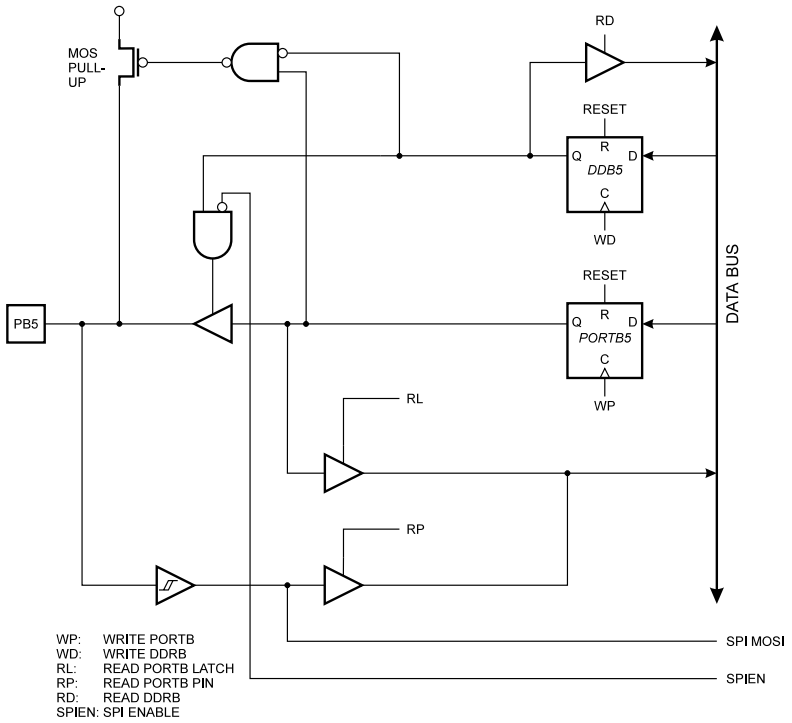 RD
MOS
PULL-
UP
RESET
R
Q
D
DDB5
C
WD
DATA BUS
RESET
PB5
R
Q
D
PORTB5
C
WP
RL
RP
SPI MOSI
SPIEN
WP: WRITE PORTB
WD: WRITE DDRB
RL: READ PORTB LATCH
RP: READ PORTB PIN
RD: READ DDRB
SPIEN: SPI ENABLE